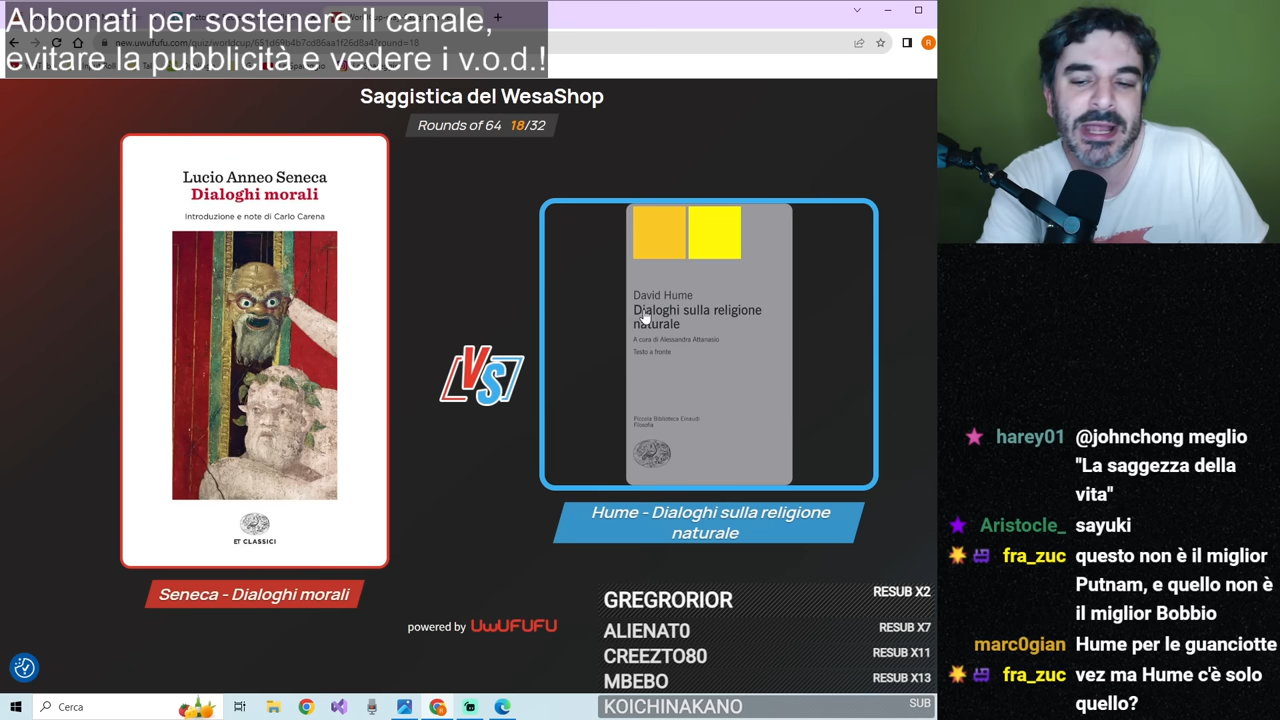 Abbonati per sostenere il canale,
evitare la pubblicità e vedere i v.o.d.!
Saggistica del WesaShop
Rounds of 64 18/32
Lucio Anneo Seneca
Dialoghi morali
Introduzione e note di Carlo Carena
ET CLASSICI
Seneca - Dialoghi morali
VS
David Hume
Dialoghi sulla religione
naturale
A cura di Alessandra Attanasio
Testo a fronte
Piccola Biblioteca Einaudi
Filosofia
Hume - Dialoghi sulla religione
naturale
powered by UWUFUFU
GREGRORIOR RESUB X2
ALIENAT0 RESUB X7
CREEZTO80 RESUB X11
MBEBO RESUB X13
KOICHINAKANO SUB
harey01 @johnchong meglio
"La saggezza della
vita"
Aristocle_ sayuki
fra_zuc questo non è il miglior
Putnam, e quello non è
il miglior Bobbio
marc0gian Hume per le guanciotte
fra_zuc vez ma Hume c'è solo
quello?
Cerca